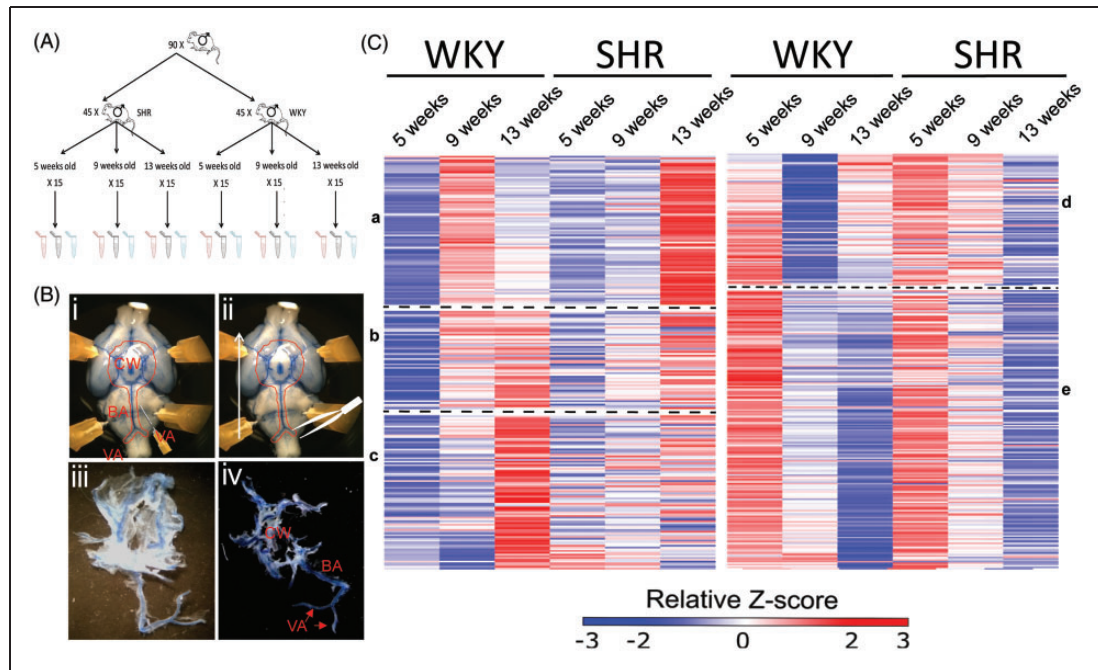 (A)
90 X
45 X SHR
45 X WKY
5 weeks old 9 weeks old 13 weeks old 5 weeks old 9 weeks old 13 weeks old
X 15 X 15 X 15 X 15 X 15 X 15
(B)
i ii
CW
BA
VA
VA
iii iv
CW
BA
VA
(C)
WKY SHR WKY SHR
5 weeks 9 weeks 13 weeks 5 weeks 9 weeks 13 weeks 5 weeks 9 weeks 13 weeks 5 weeks 9 weeks 13 weeks
a
b
c
d
e
Relative Z-score
-3 -2 0 2 3